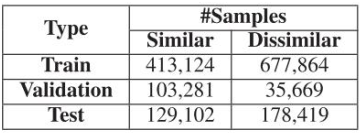 Type #Samples
Similar Dissimilar
Train 413,124 677,864
Validation 103,281 35,669
Test 129,102 178,419